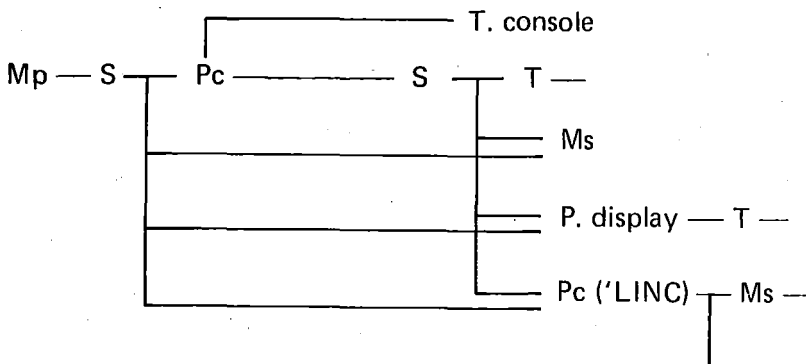 T. console
Mp S Pc S T
Ms
P. display T
Pc ('LINC) Ms